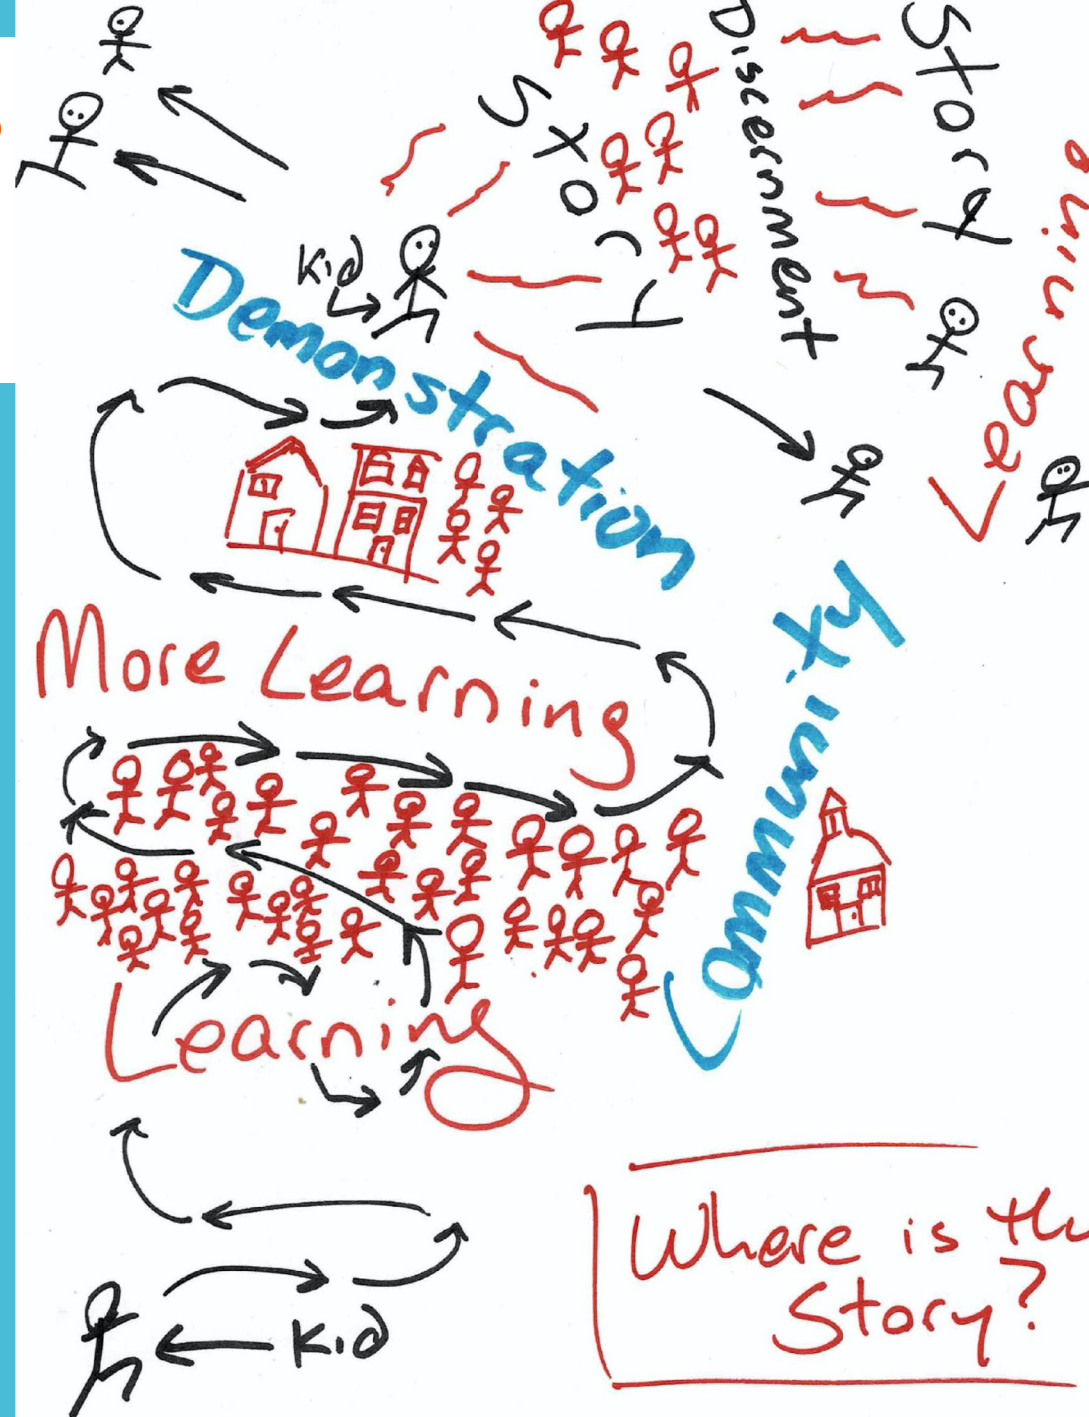 Story
Discernment
Story
Kid
Demonstration
Learning
More Learning
Community
Learning
Kid
Where is the
Story?